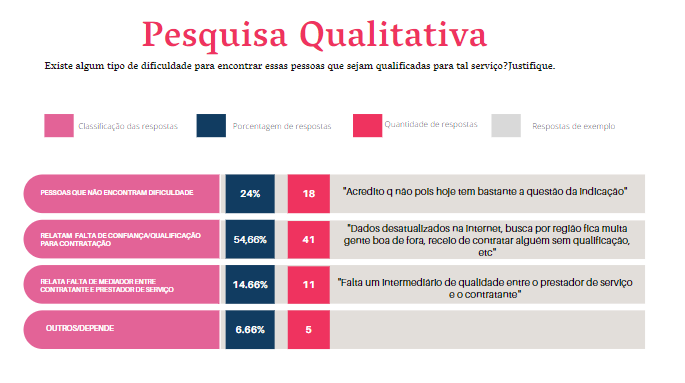 Pesquisa Qualitativa
Existe algum tipo de dificuldade para encontrar essas pessoas que sejam qualificadas para tal serviço?Justifique.
Classificação das respostas
Porcentagem de respostas
Quantidade de respostas
Respostas de exemplo
PESSOAS QUE NÃO ENCONTRAM DIFICULDADE
24%
18
"Acredito q não pois hoje tem bastante a questão da indicação"
RELATAM FALTA DE CONFIANÇA/QUALIFICAÇÃO
PARA CONTRATAÇÃO
54,66%
41
"Dados desatualizados na internet, busca por região fica muita
gente boa de fora, receio de contratar alguém sem qualificação,
etc"
RELATA FALTA DE MEDIADOR ENTRE
CONTRATANTE E PRESTADOR DE SERVIÇO
14.66%
11
"Falta um intermediário de qualidade entre o prestador de serviço
e o contratante"
OUTROS/DEPENDE
6.66%
5